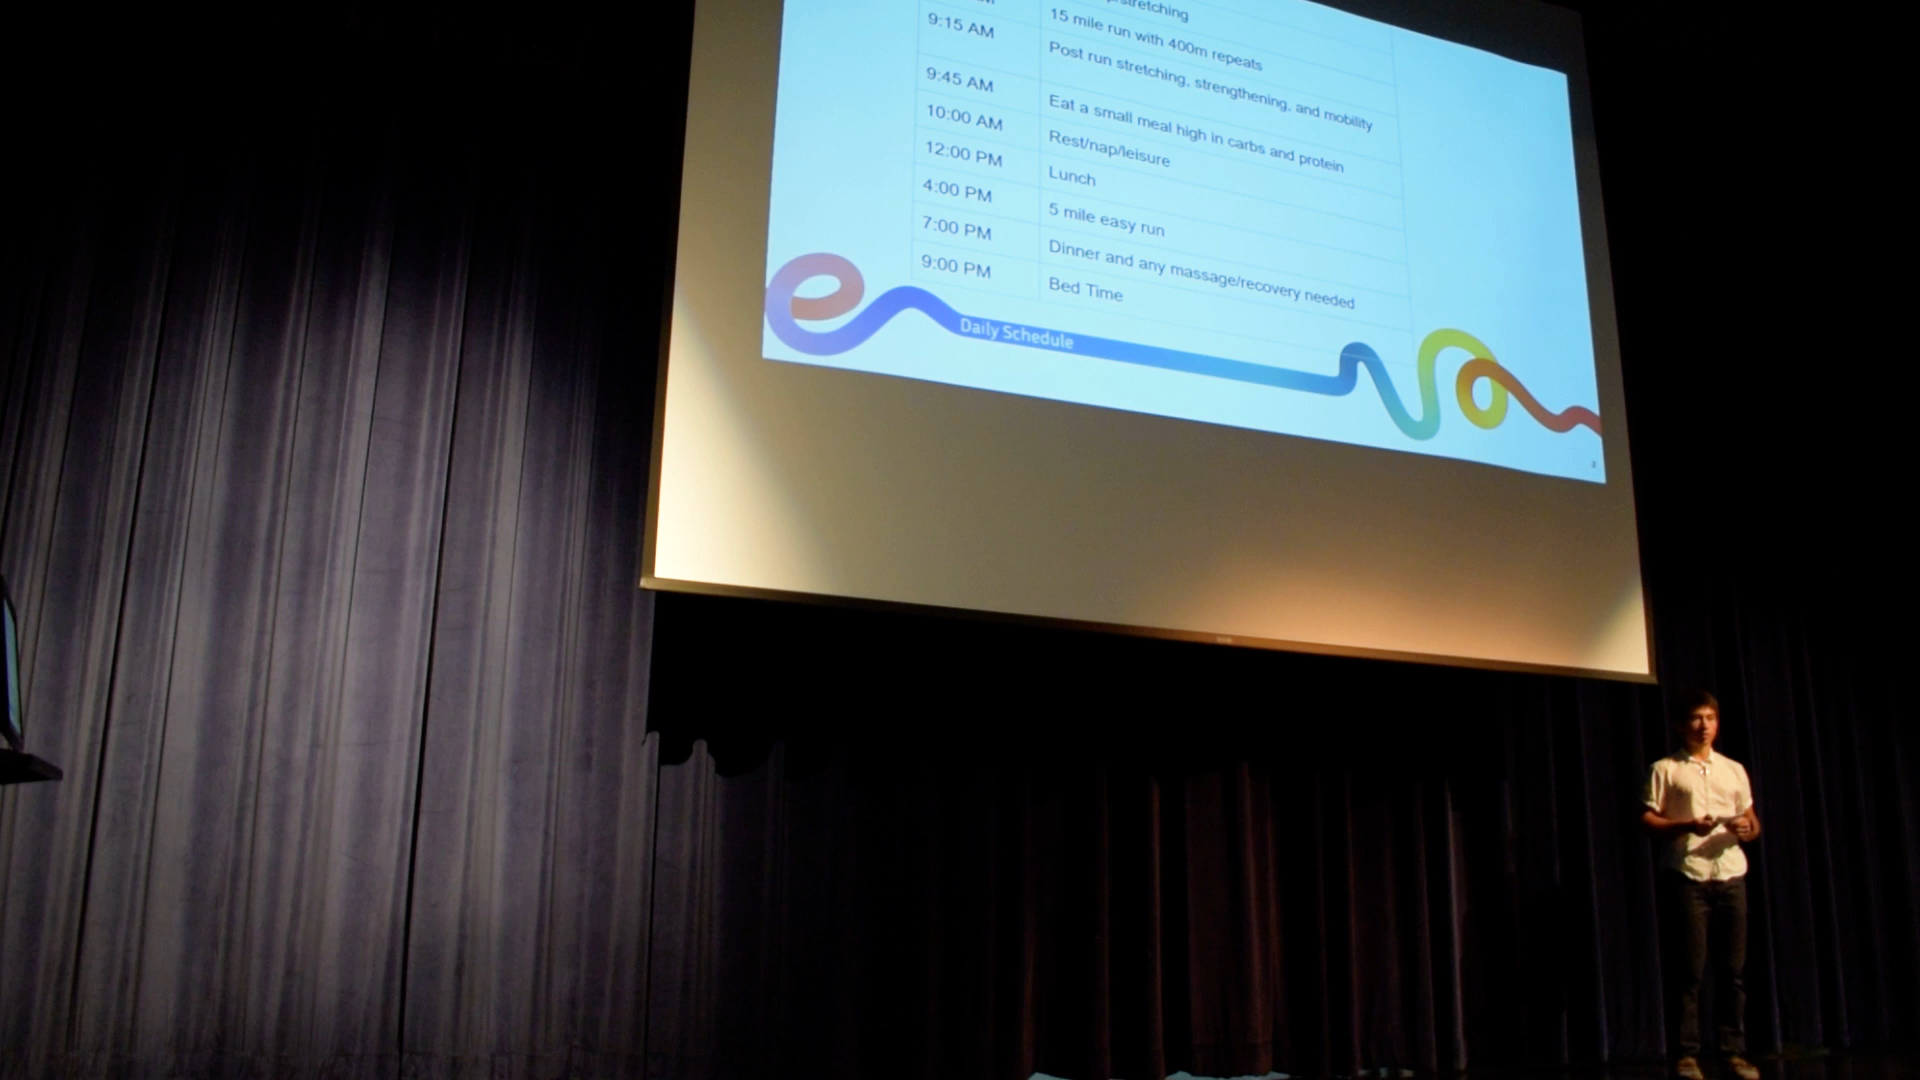 stretching
15 mile run with 400m repeats
9:15 AM Post run stretching, strengthening, and mobility
9:45 AM Eat a small meal high in carbs and protein
10:00 AM Rest/nap/leisure
12:00 PM Lunch
4:00 PM 5 mile easy run
7:00 PM Dinner and any massage/recovery needed
9:00 PM Bed Time
Daily Schedule